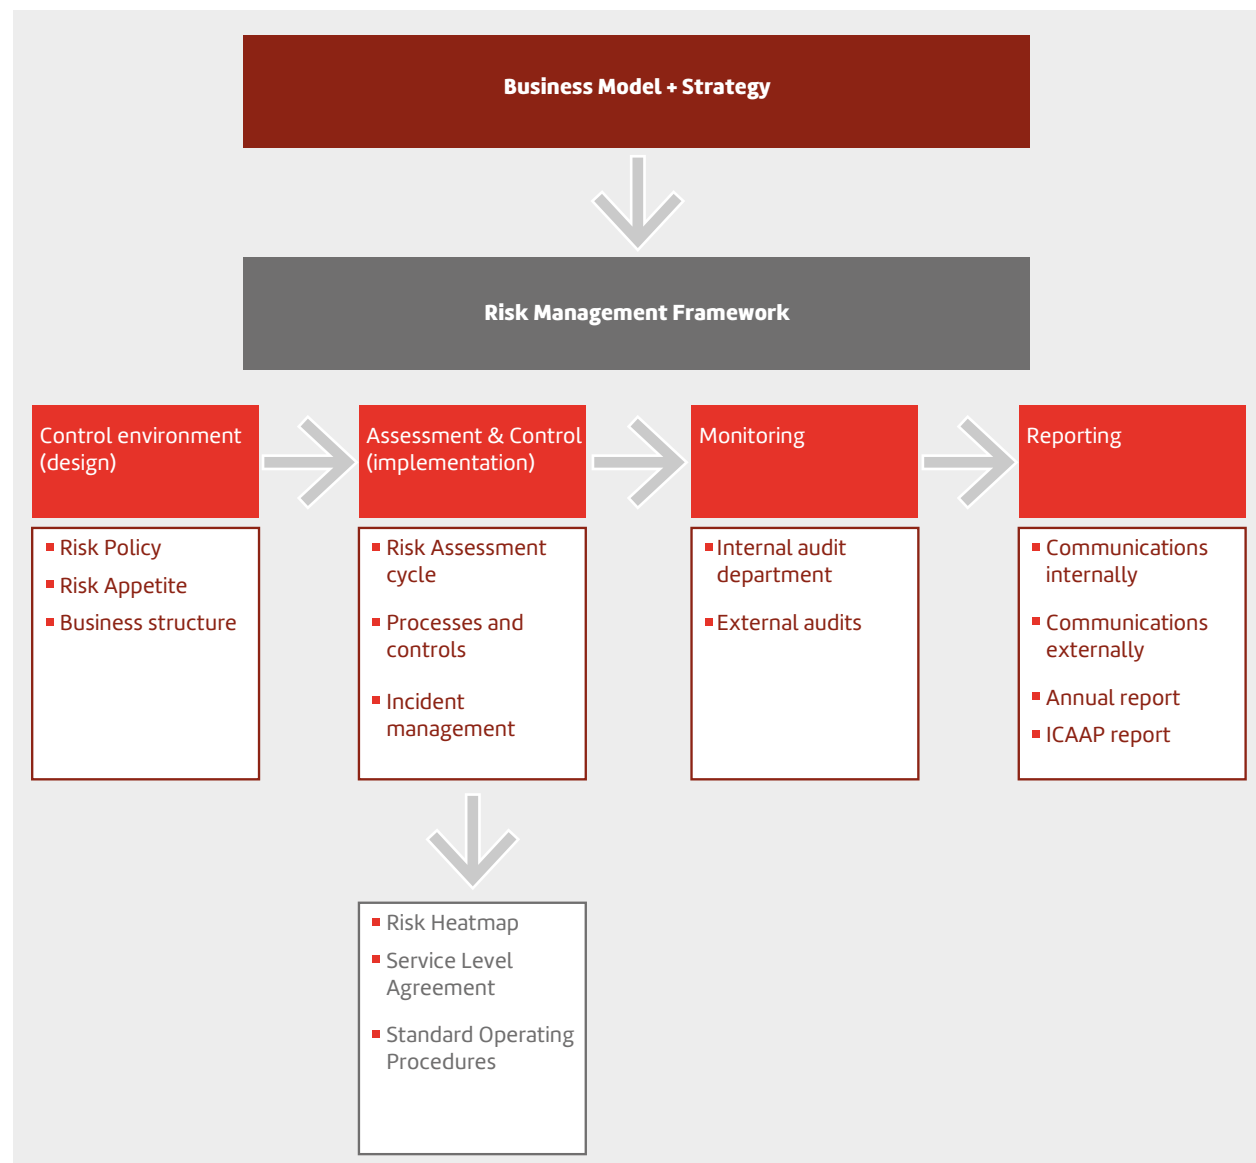 Business Model + Strategy
Risk Management Framework
Control environment
(design)
Risk Policy
Risk Appetite
Business structure
Assessment & Control
(implementation)
Risk Assessment
cycle
Processes and
controls
Incident
management
Risk Heatmap
Service Level
Agreement
Standard Operating
Procedures
Monitoring
Internal audit
department
External audits
Reporting
Communications
internally
Communications
externally
Annual report
ICAAP report